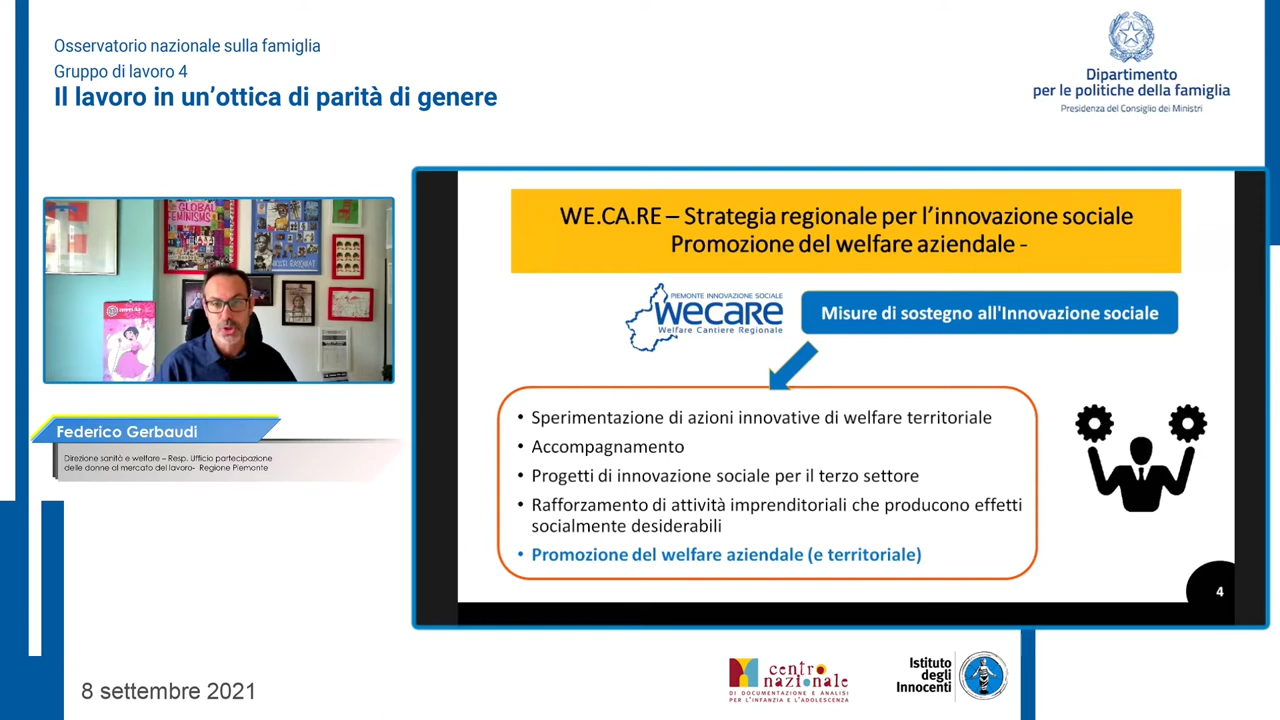 Osservatorio nazionale sulla famiglia
Gruppo di lavoro 4
Il lavoro in un'ottica di parità di genere
Dipartimento
per le politiche della famiglia
Presidenza del Consiglio dei Ministri
GLOBAL
FEMINISMS
Federico Gerbaudi
Direzione sanità e welfare – Resp. Ufficio partecipazione
delle donne al mercato del lavoro- Regione Piemonte
WE.CA.RE – Strategia regionale per l'innovazione sociale
Promozione del welfare aziendale -
PIEMONTE INNOVAZIONE SOCIALE
wecare
Welfare Cantiere Regionale
Misure di sostegno all'Innovazione sociale
• Sperimentazione di azioni innovative di welfare territoriale
• Accompagnamento
• Progetti di innovazione sociale per il terzo settore
• Rafforzamento di attività imprenditoriali che producono effetti
socialmente desiderabili
• Promozione del welfare aziendale (e territoriale)
4
8 settembre 2021
centro
nazionale
DI DOCUMENTAZIONE E ANALISI
PER L'INFANZIA E L'ADOLESCENZA
Istituto
degli
Innocenti